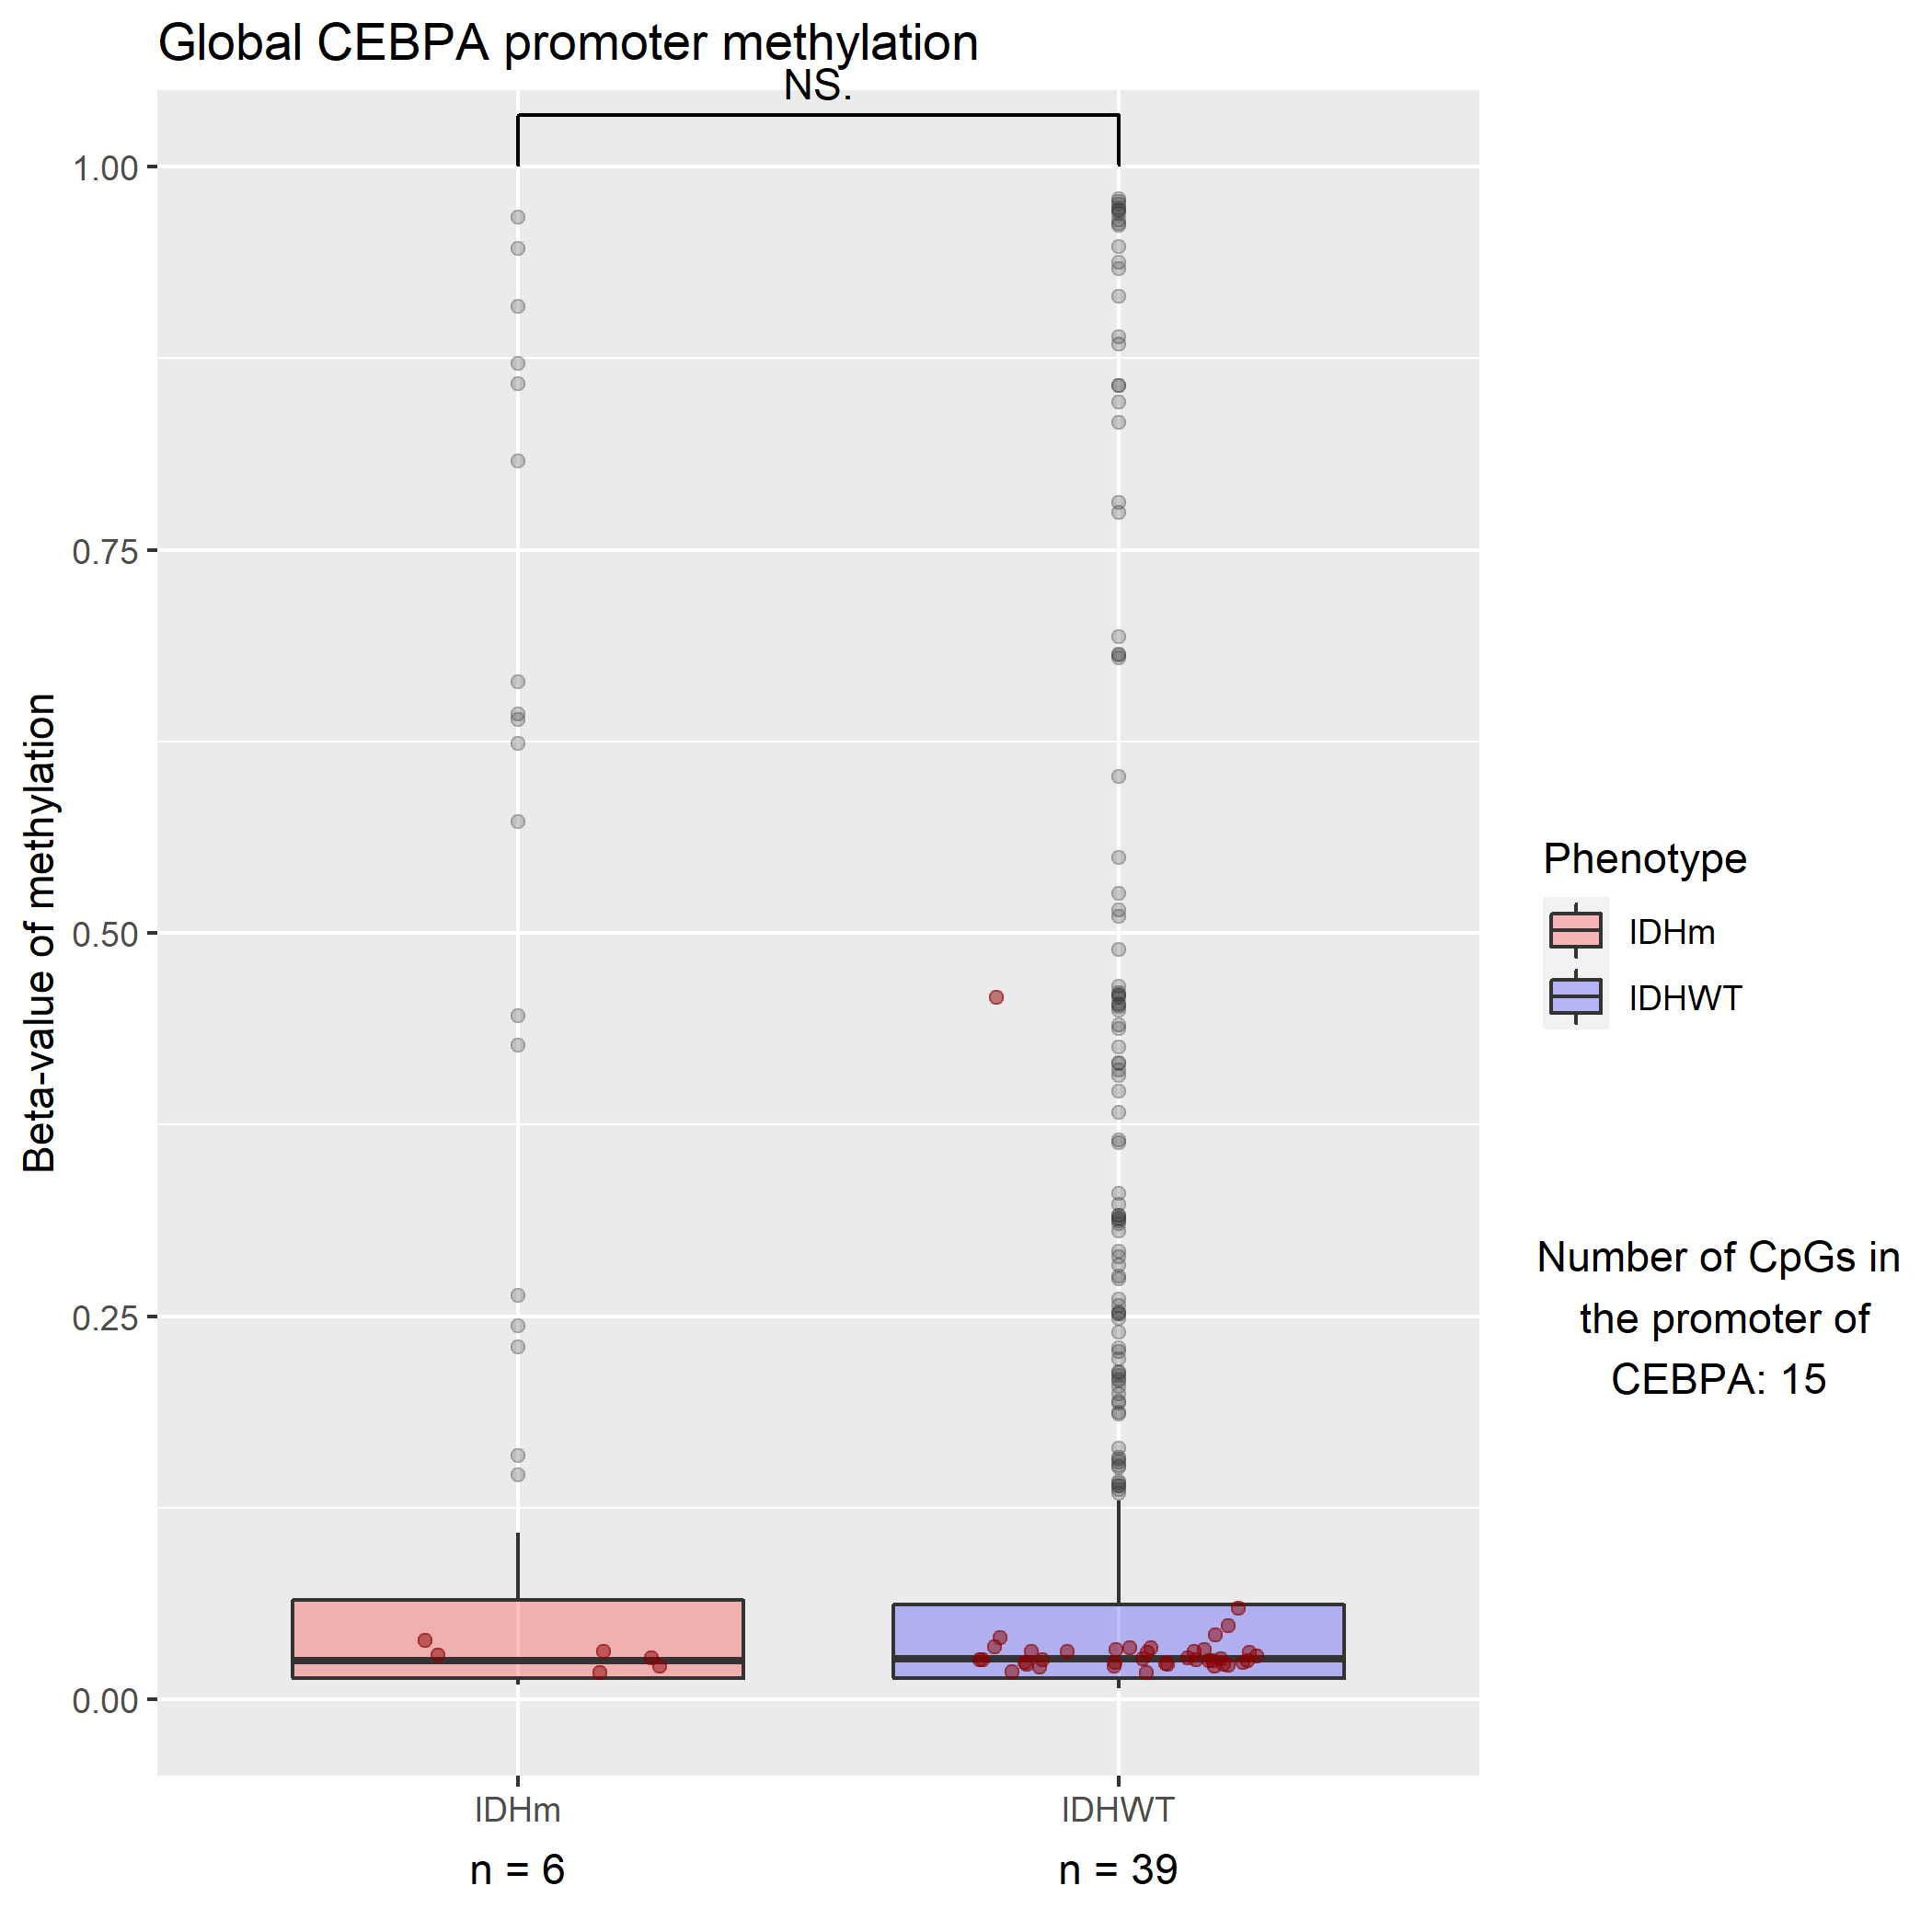 Global CEBPA promoter methylation
NS.
1.00
0.75
0.50
0.25
0.00
Beta-value of methylation
IDHm
IDHWT
n = 6
n = 39
Phenotype
IDHm
IDHWT
Number of CpGs in
the promoter of
CEBPA: 15